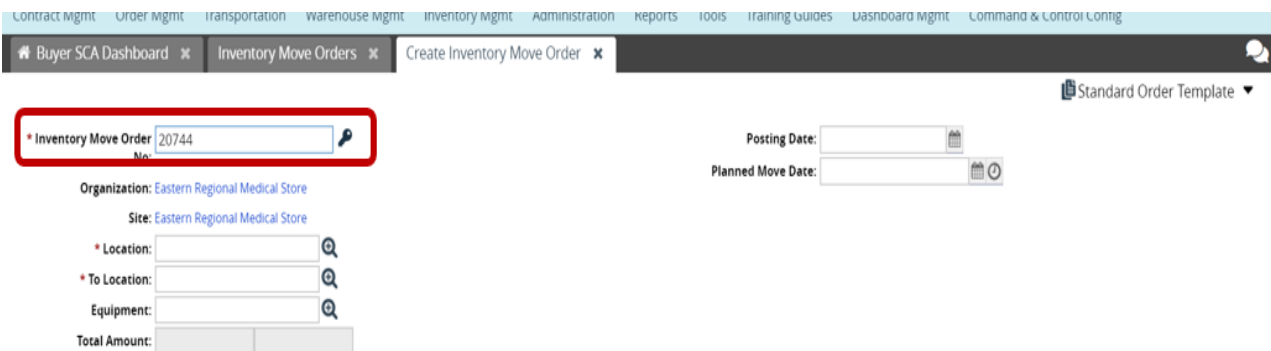 Contract Mgmt Order Mgmt Transportation Warehouse Mgmt Inventory Mgmt Administration Reports Tools Training Guides Dashboard Mgmt Command & Control Config
Buyer SCA Dashboard x Inventory Move Orders x Create Inventory Move Order x
Standard Order Template
* Inventory Move Order No: 20744
Posting Date:
Planned Move Date:
Organization: Eastern Regional Medical Store
Site: Eastern Regional Medical Store
* Location:
* To Location:
Equipment:
Total Amount: